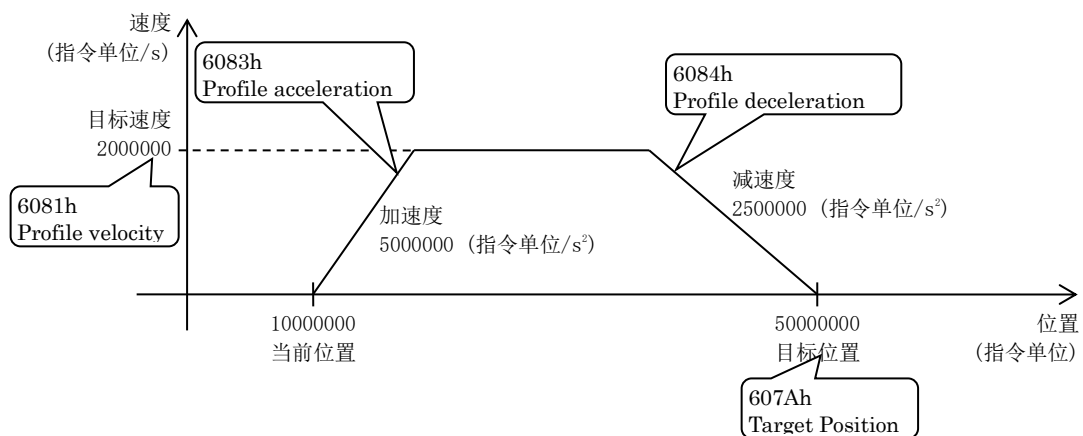 速度
(指令单位/s)
6083h
Profile acceleration
6084h
Profile deceleration
目标速度
2000000
6081h
Profile velocity
加速度
5000000 (指令单位/s²)
减速度
2500000 (指令单位/s²)
10000000
当前位置
50000000
目标位置
位置
(指令单位)
607Ah
Target Position